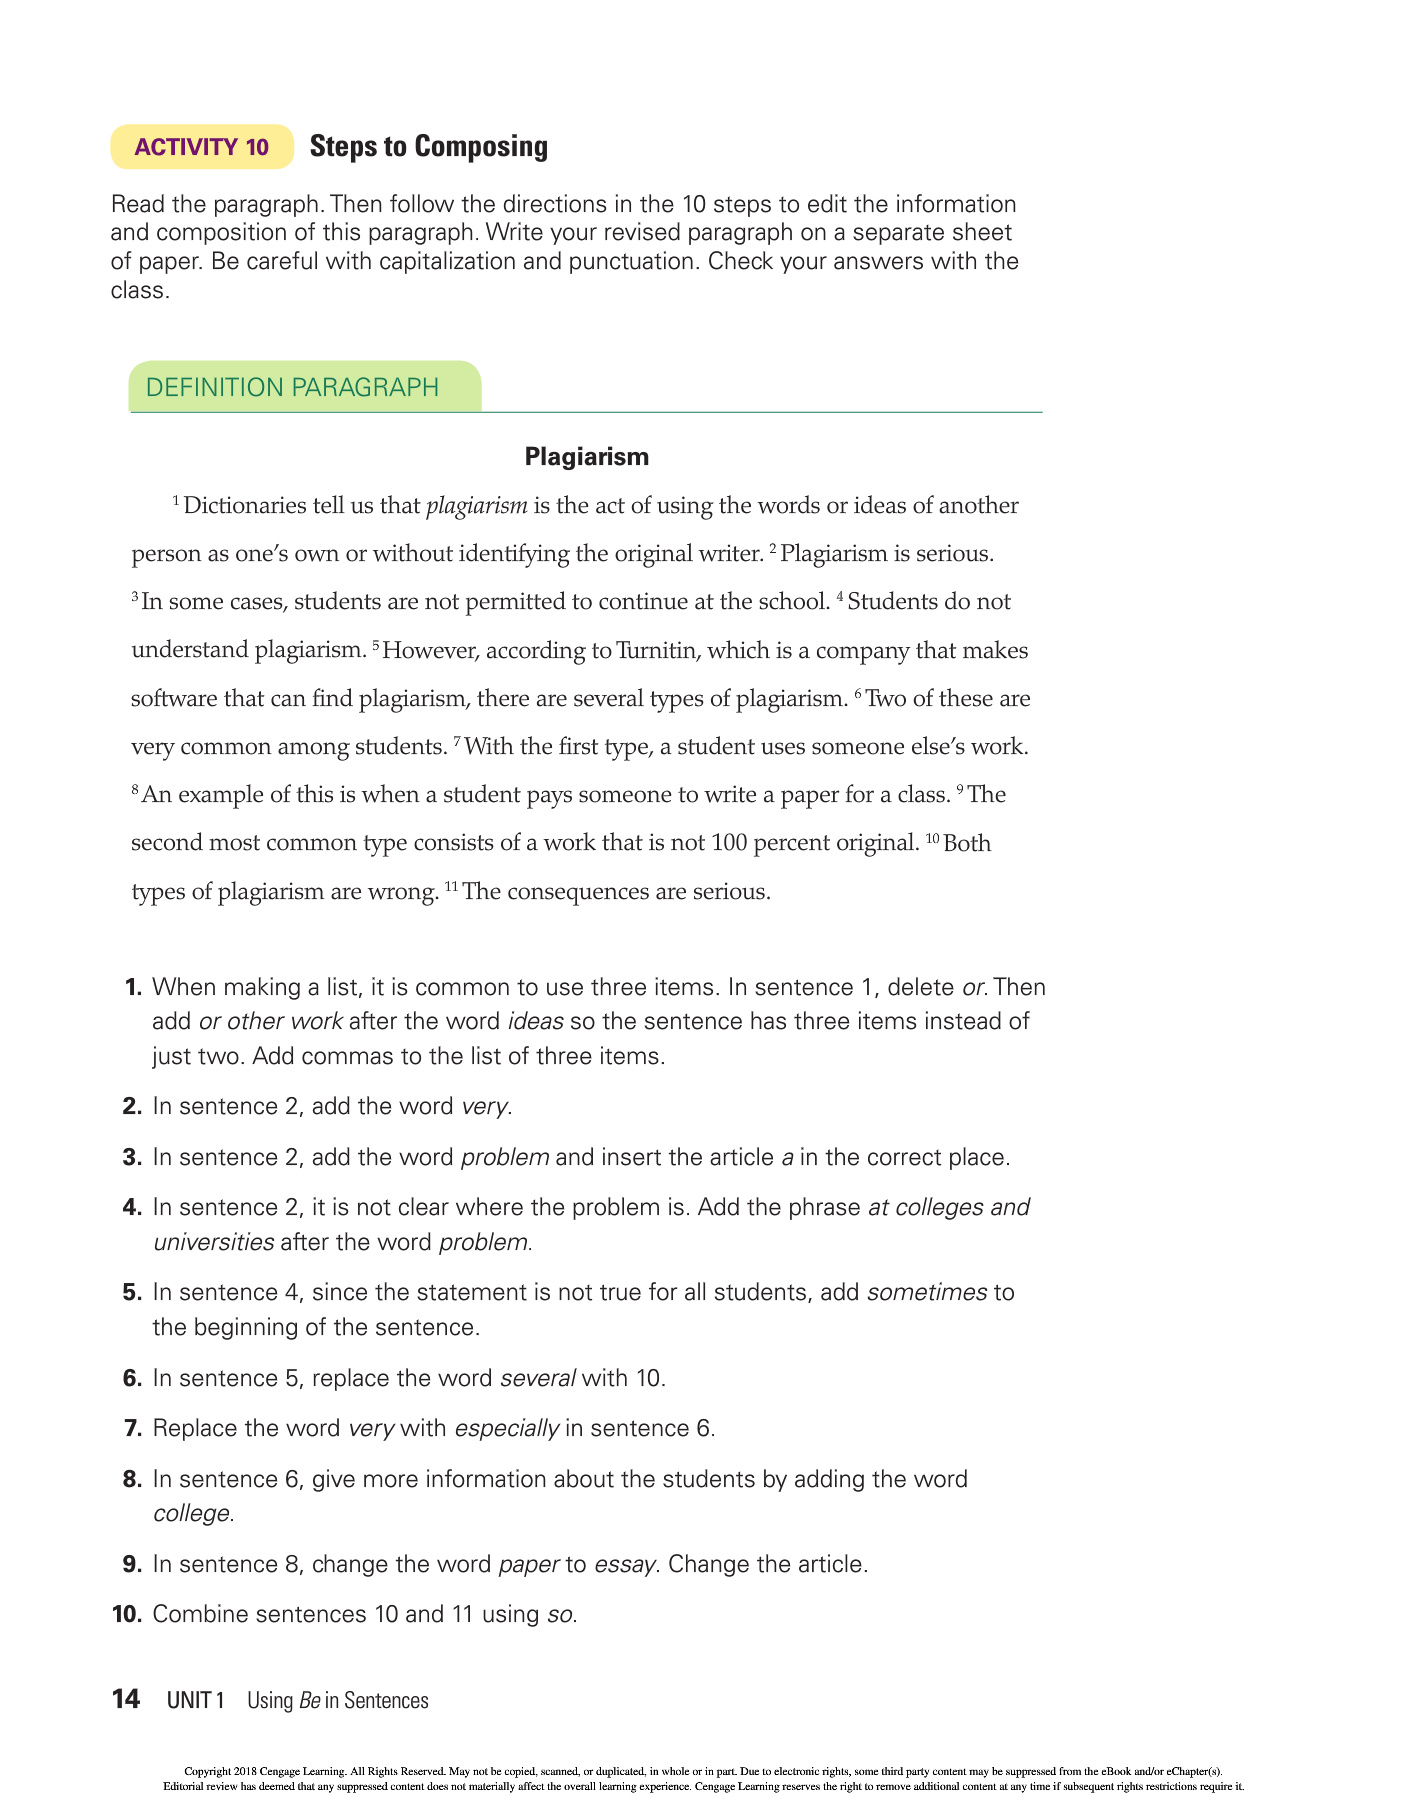 ACTIVITY 10 Steps to Composing
Read the paragraph. Then follow the directions in the 10 steps to edit the information
and composition of this paragraph. Write your revised paragraph on a separate sheet
of paper. Be careful with capitalization and punctuation. Check your answers with the
class.
DEFINITION PARAGRAPH
Plagiarism
1 Dictionaries tell us that plagiarism is the act of using the words or ideas of another
person as one’s own or without identifying the original writer. 2 Plagiarism is serious.
3 In some cases, students are not permitted to continue at the school. 4 Students do not
understand plagiarism. 5 However, according to Turnitin, which is a company that makes
software that can find plagiarism, there are several types of plagiarism. 6 Two of these are
very common among students. 7 With the first type, a student uses someone else’s work.
8 An example of this is when a student pays someone to write a paper for a class. 9 The
second most common type consists of a work that is not 100 percent original. 10 Both
types of plagiarism are wrong. 11 The consequences are serious.
1. When making a list, it is common to use three items. In sentence 1, delete or. Then
add or other work after the word ideas so the sentence has three items instead of
just two. Add commas to the list of three items.
2. In sentence 2, add the word very.
3. In sentence 2, add the word problem and insert the article a in the correct place.
4. In sentence 2, it is not clear where the problem is. Add the phrase at colleges and
universities after the word problem.
5. In sentence 4, since the statement is not true for all students, add sometimes to
the beginning of the sentence.
6. In sentence 5, replace the word several with 10.
7. Replace the word very with especially in sentence 6.
8. In sentence 6, give more information about the students by adding the word
college.
9. In sentence 8, change the word paper to essay. Change the article.
10. Combine sentences 10 and 11 using so.
14 UNIT 1 Using Be in Sentences
Copyright 2018 Cengage Learning. All Rights Reserved. May not be copied, scanned, or duplicated, in whole or in part. Due to electronic rights, some third party content may be suppressed from the eBook and/or eChapter(s).
Editorial review has deemed that any suppressed content does not materially affect the overall learning experience. Cengage Learning reserves the right to remove additional content at any time if subsequent rights restrictions require it.